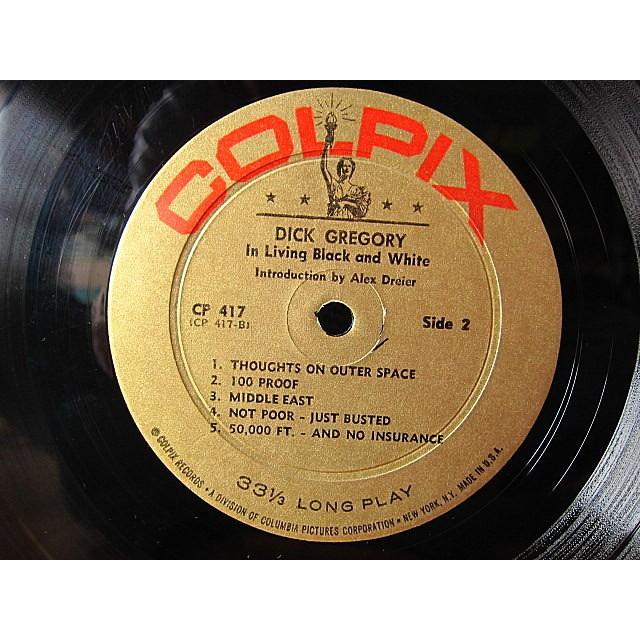 COLPIX
DICK GREGORY
In Living Black and White
Introduction by Alex Dreier
CP 417
(CP 417-B)
Side 2
1. THOUGHTS ON OUTER SPACE
2. 100 PROOF
3. MIDDLE EAST
4. NOT POOR - JUST BUSTED
5. 50,000 FT. - AND NO INSURANCE
33⅓ LONG PLAY
© COLPIX RECORDS • A DIVISION OF COLUMBIA PICTURES CORPORATION • NEW YORK, N.Y. MADE IN U.S.A.